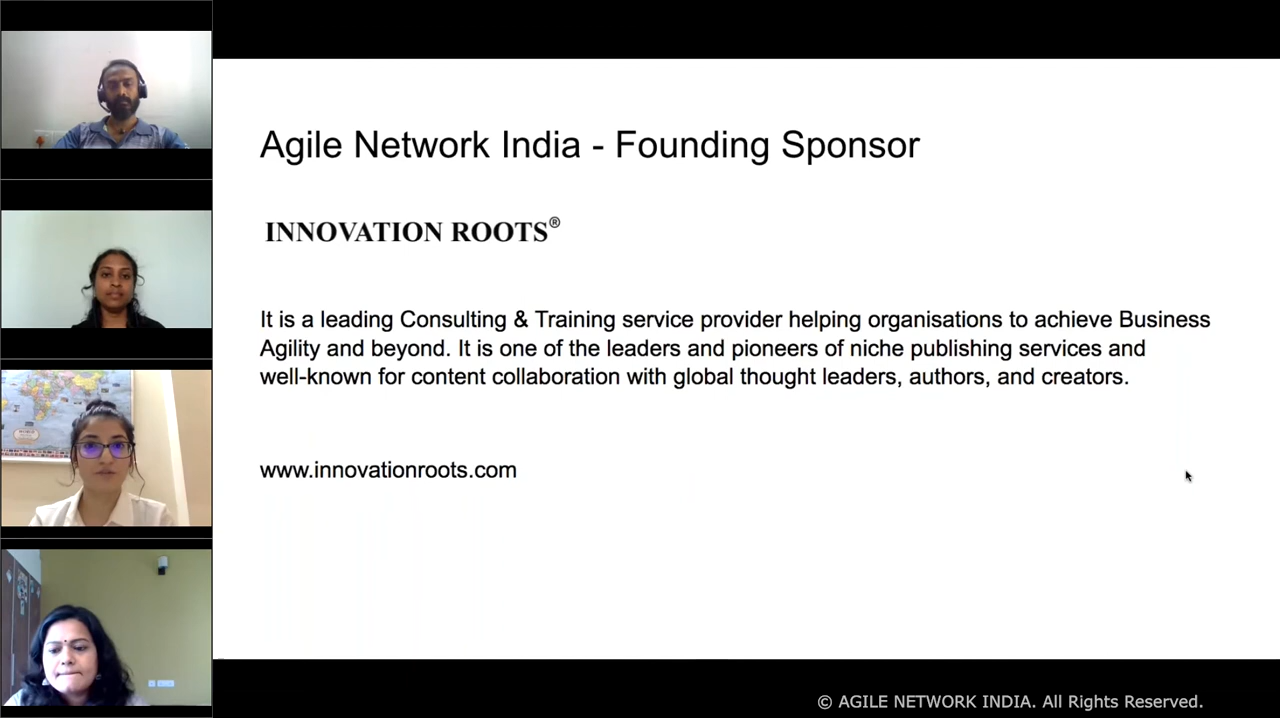 Agile Network India - Founding Sponsor
INNOVATION ROOTS®
It is a leading Consulting & Training service provider helping organisations to achieve Business
Agility and beyond. It is one of the leaders and pioneers of niche publishing services and
well-known for content collaboration with global thought leaders, authors, and creators.
www.innovationroots.com
© AGILE NETWORK INDIA. All Rights Reserved.